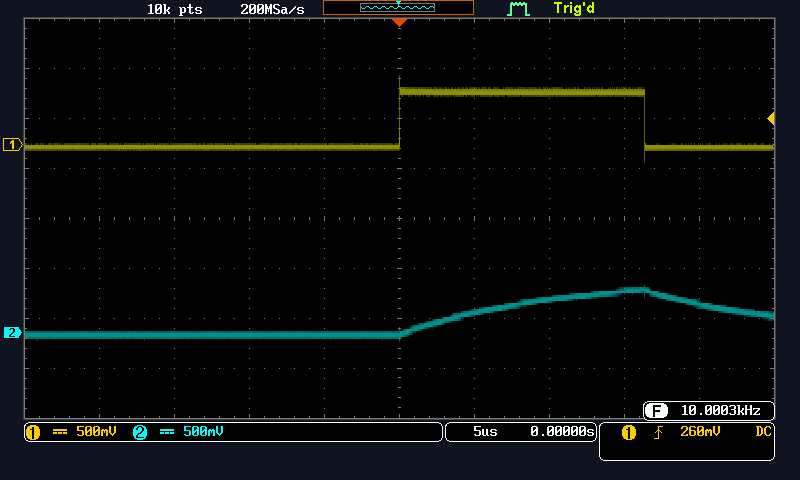 10k pts 200MSa/s Trig'd
1
2
F 10.0003kHz
1 500mV 2 500mV 5us 0.00000s 1 260mV DC